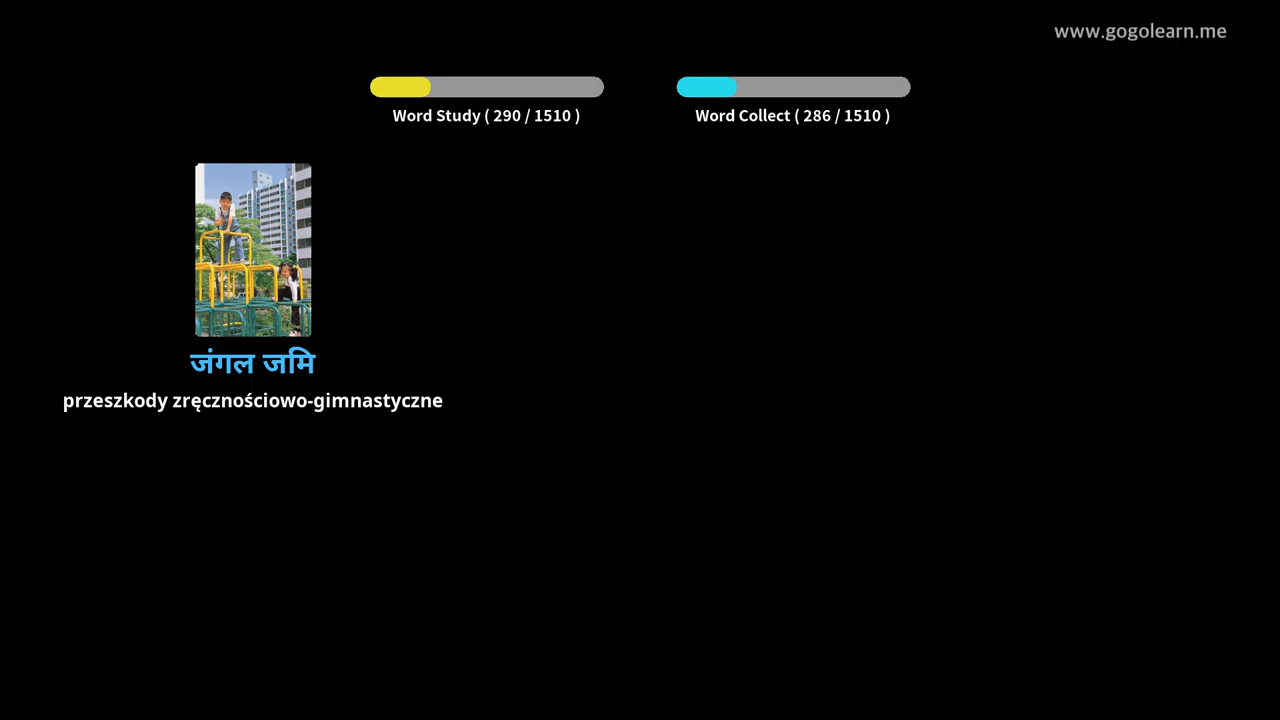 www.gogolearn.me
Word Study ( 290 / 1510 )
Word Collect ( 286 / 1510 )
जंगल जमि
przeszkody zręcznościowo-gimnastyczne